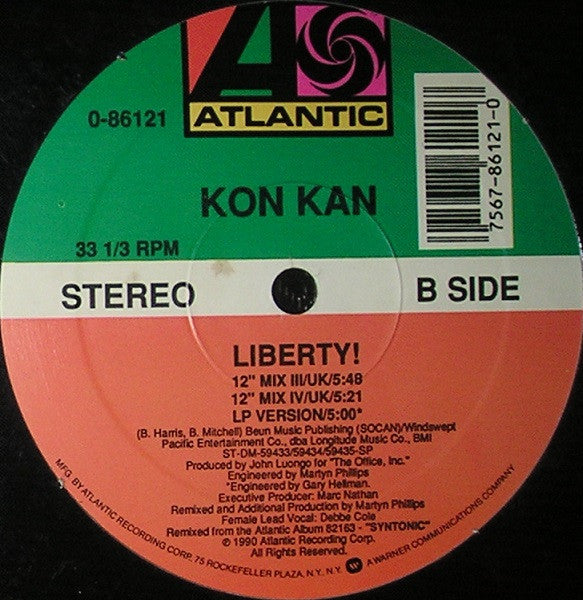 ATLANTIC
0-86121
7567-86121-0
KON KAN
33 1/3 RPM
STEREO
B SIDE
LIBERTY!
12" MIX III/UK/5:48
12" MIX IV/UK/5:21
LP VERSION/5:00*
(B. Harris, B. Mitchell) Beun Music Publishing (SOCAN)/Windswept
Pacific Entertainment Co., dba Longitude Music Co., BMI
ST-DM-59433/59434/59435-SP
Produced by John Luongo for "The Office, Inc."
Engineered by Martyn Phillips
*Engineered by Gary Hellman.
Executive Producer: Marc Nathan
Remixed and Additional Production by Martyn Phillips
Female Lead Vocal: Debbe Cole
Remixed from the Atlantic Album 82163 - "SYNTONIC"
℗ 1990 Atlantic Recording Corp.
All Rights Reserved.
MFG. BY ATLANTIC RECORDING CORP., 75 ROCKEFELLER PLAZA, N.Y., N.Y. A WARNER COMMUNICATIONS COMPANY